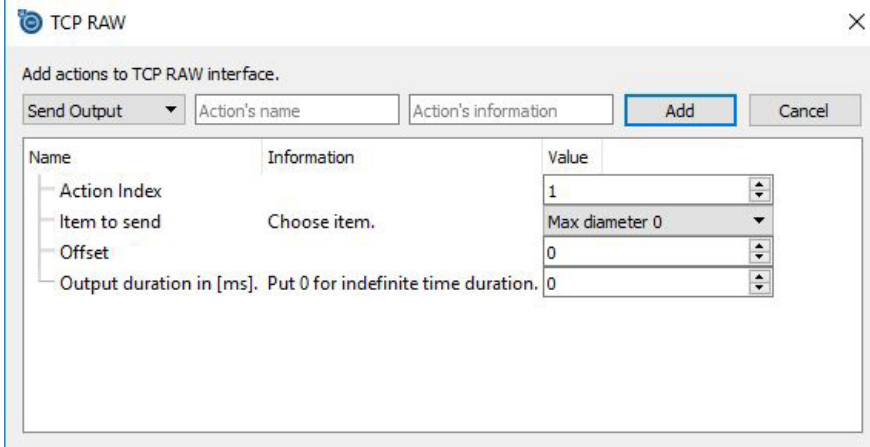 TCP RAW
Add actions to TCP RAW interface.
Send Output Action's name Action's information Add Cancel
Name Information Value
Action Index 1
Item to send Choose item. Max diameter 0
Offset 0
Output duration in [ms]. Put 0 for indefinite time duration. 0